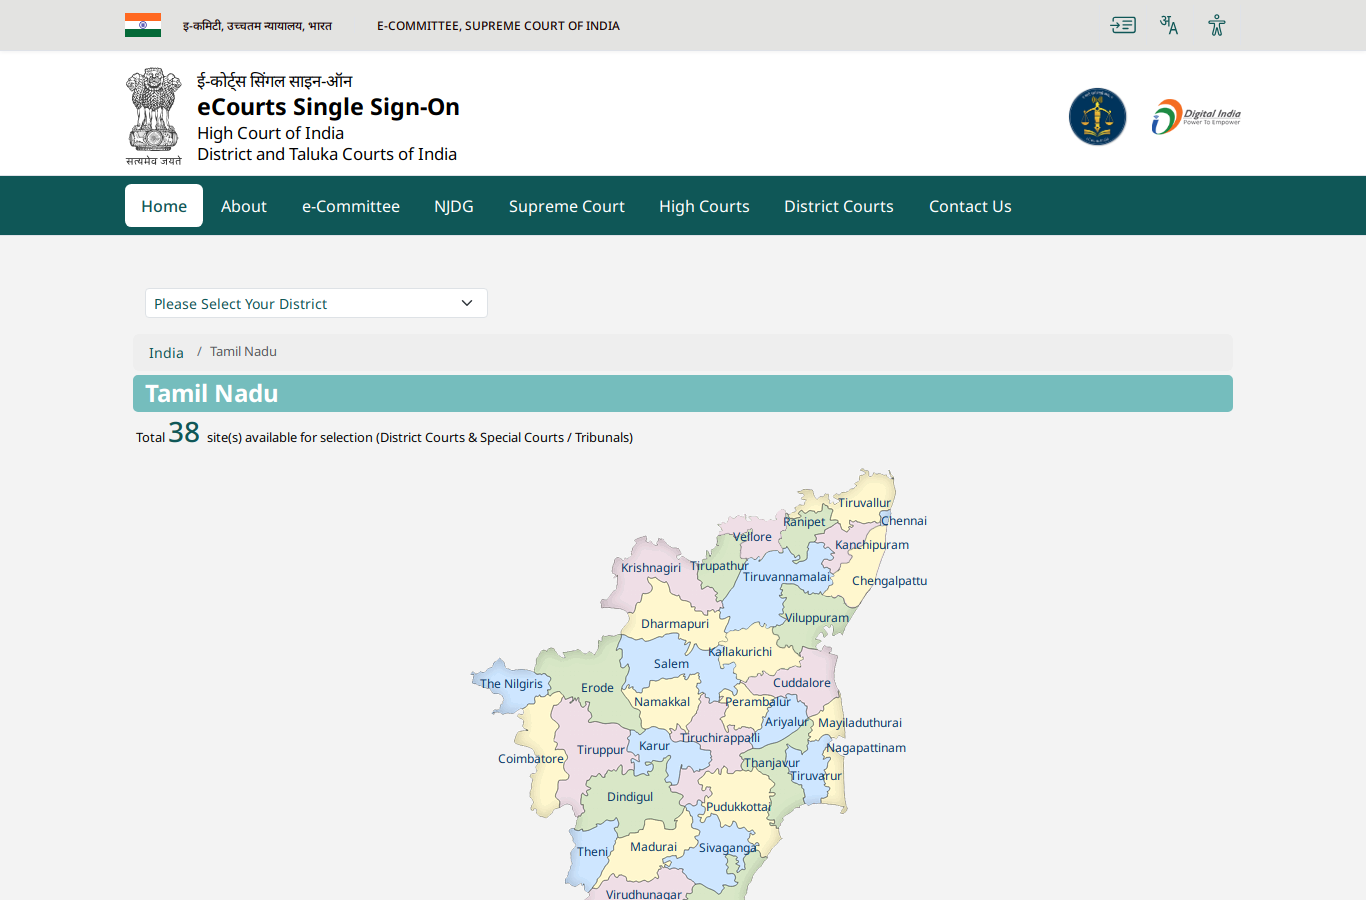 इ-कमिटी, उच्चतम न्यायालय, भारत
E-COMMITTEE, SUPREME COURT OF INDIA
अ A
ई-कोर्ट्स सिंगल साइन-ऑन
eCourts Single Sign-On
High Court of India
District and Taluka Courts of India
सत्यमेव जयते
Digital India
Power To Empower
Home About e-Committee NJDG Supreme Court High Courts District Courts Contact Us
Please Select Your District
India / Tamil Nadu
Tamil Nadu
Total 38 site(s) available for selection (District Courts & Special Courts / Tribunals)
Tiruvallur
Ranipet
Chennai
Vellore
Kanchipuram
Krishnagiri
Tirupathur
Tiruvannamalai
Chengalpattu
Dharmapuri
Viluppuram
Kallakurichi
Salem
The Nilgiris
Erode
Cuddalore
Namakkal
Perambalur
Ariyalur
Mayiladuthurai
Tiruchirappalli
Karur
Tiruppur
Nagapattinam
Coimbatore
Thanjavur
Tiruvarur
Dindigul
Pudukkottai
Theni
Madurai
Sivaganga
Virudhunagar